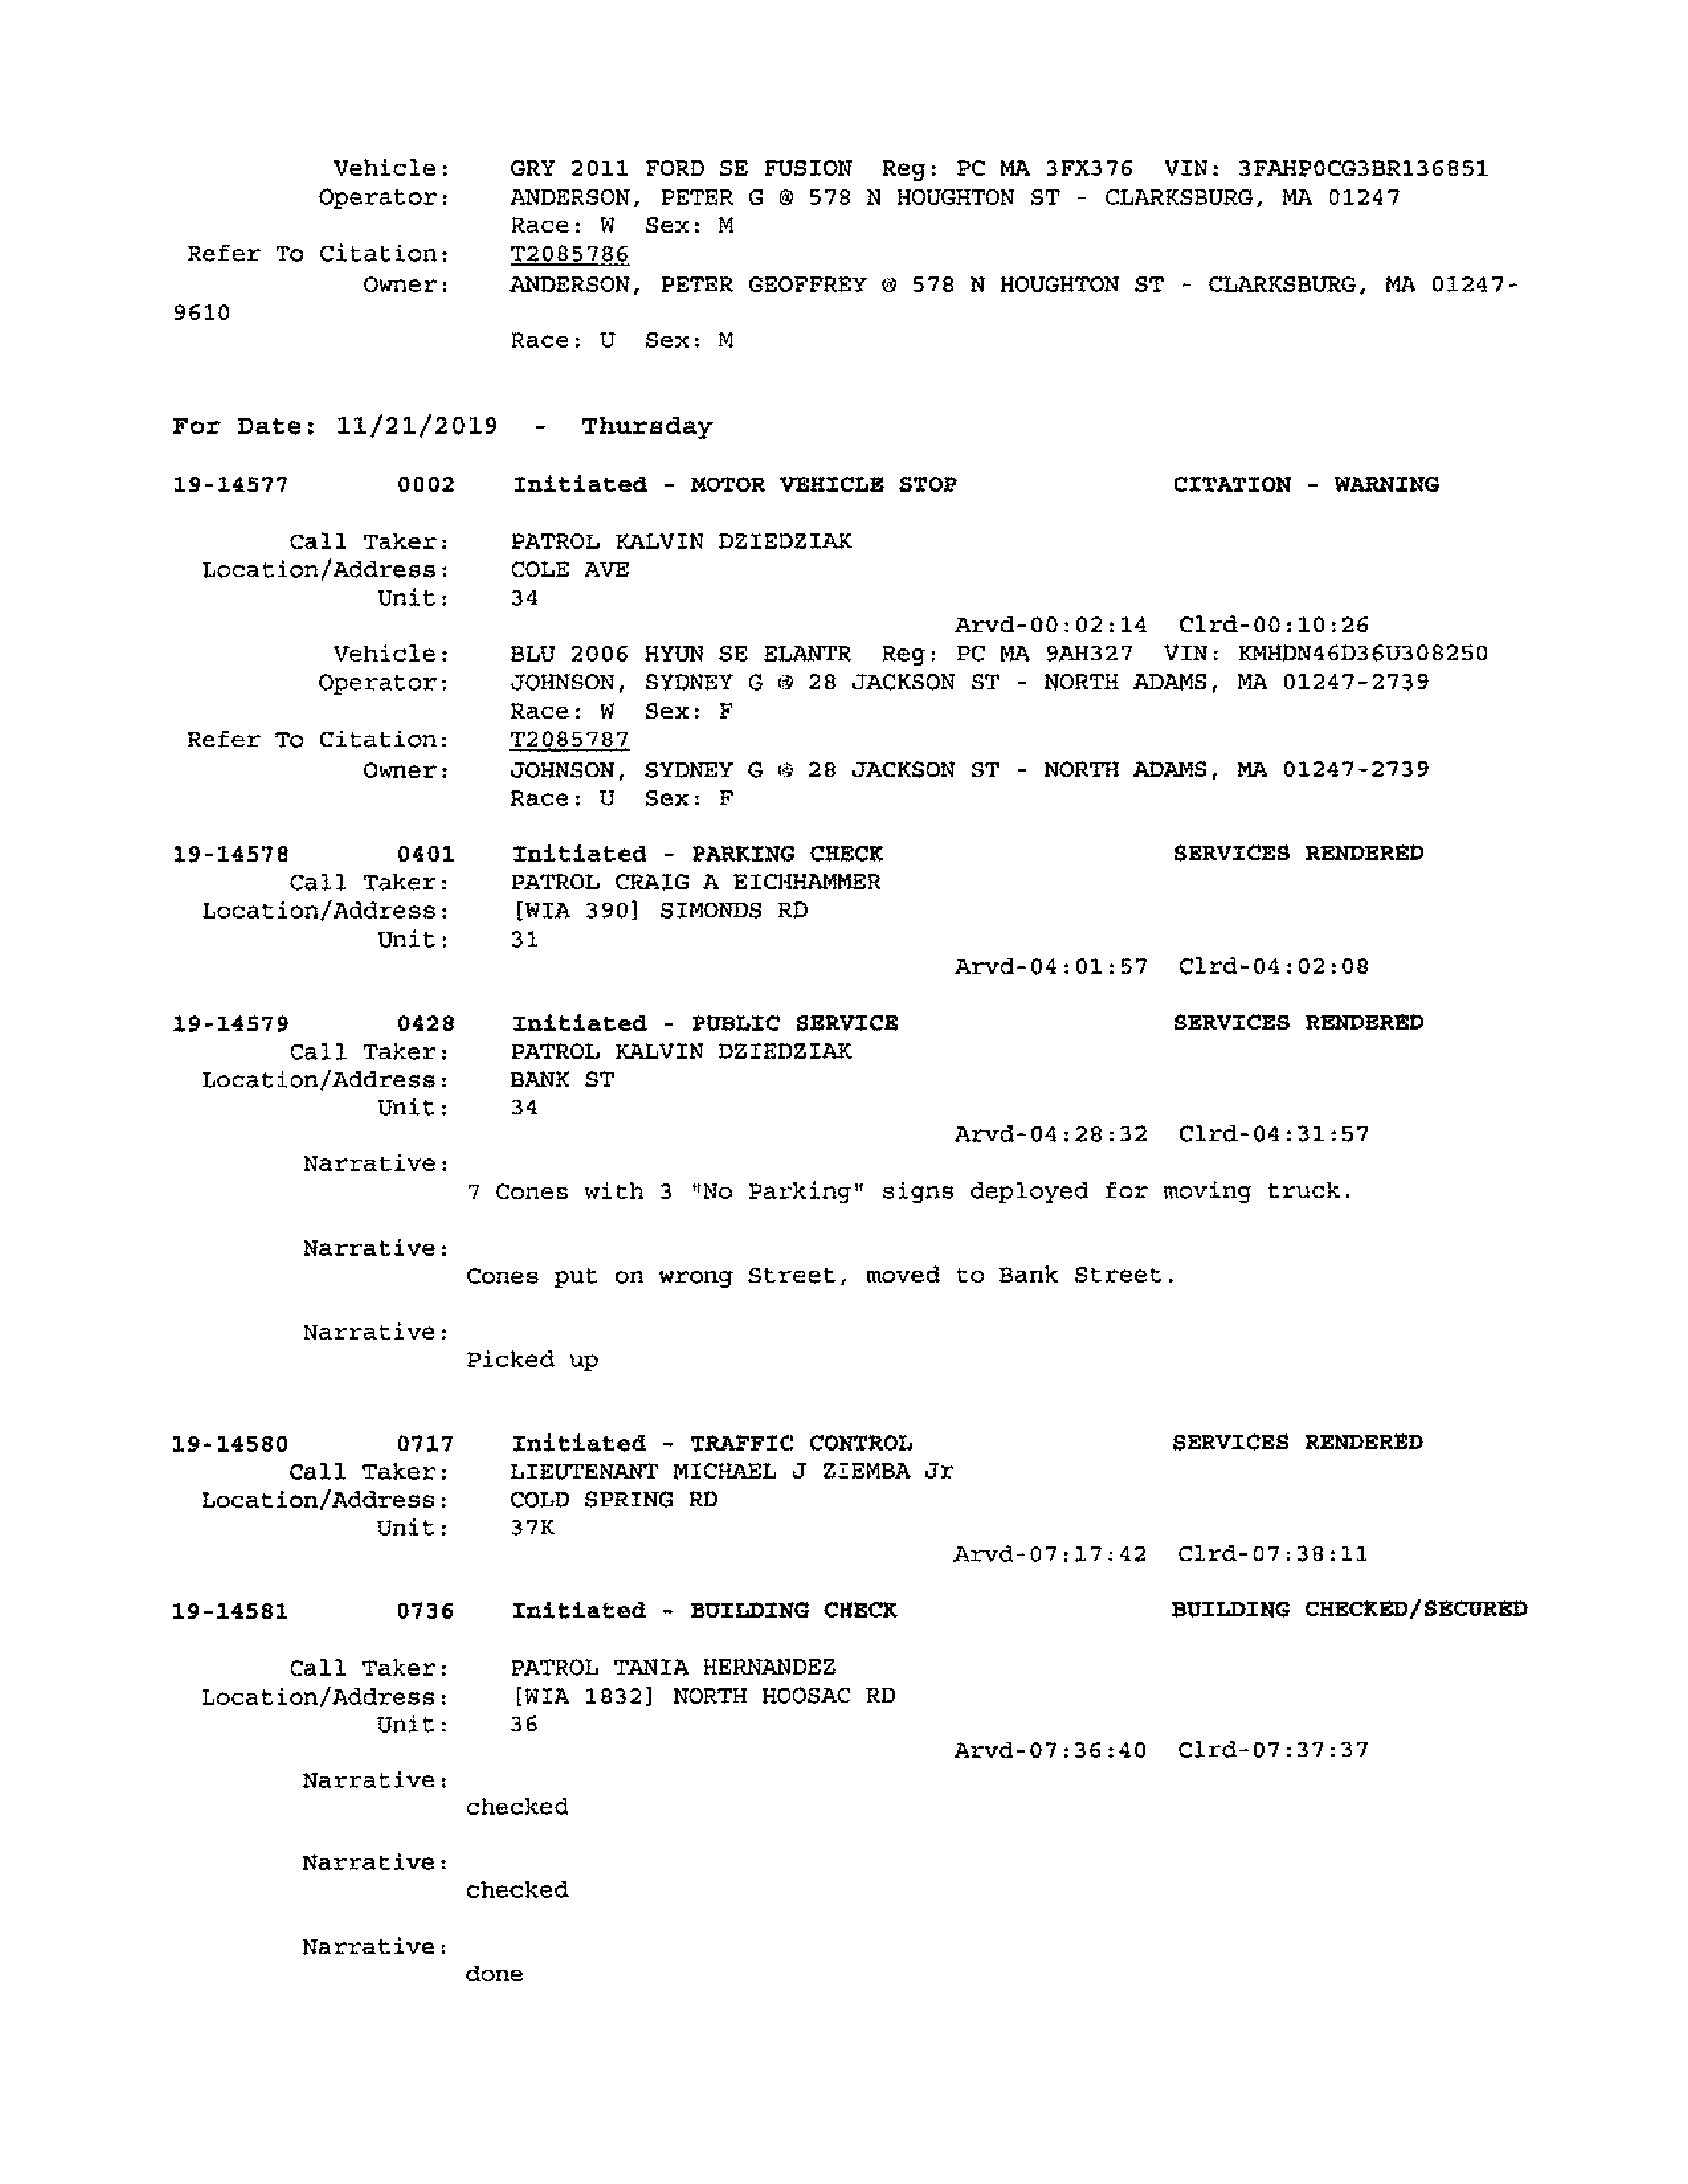 Vehicle: GRY 2011 FORD SE FUSION Reg: PC MA 3FX376 VIN: 3FAHP0CG3BR136851
Operator: ANDERSON, PETER G @ 578 N HOUGHTON ST - CLARKSBURG, MA 01247
Race: W Sex: M
Refer To Citation: T2085786
Owner: ANDERSON, PETER GEOFFREY @ 578 N HOUGHTON ST - CLARKSBURG, MA 01247-
9610
Race: U Sex: M
For Date: 11/21/2019 - Thursday
19-14577 0002 Initiated - MOTOR VEHICLE STOP CITATION - WARNING
Call Taker: PATROL KALVIN DZIEDZIAK
Location/Address: COLE AVE
Unit: 34
Arvd-00:02:14 Clrd-00:10:26
Vehicle: BLU 2006 HYUN SE ELANTR Reg: PC MA 9AH327 VIN: KMHDN46D36U308250
Operator: JOHNSON, SYDNEY G @ 28 JACKSON ST - NORTH ADAMS, MA 01247-2739
Race: W Sex: F
Refer To Citation: T2085787
Owner: JOHNSON, SYDNEY G @ 28 JACKSON ST - NORTH ADAMS, MA 01247-2739
Race: U Sex: F
19-14578 0401 Initiated - PARKING CHECK SERVICES RENDERED
Call Taker: PATROL CRAIG A EICHHAMMER
Location/Address: [WIA 390] SIMONDS RD
Unit: 31
Arvd-04:01:57 Clrd-04:02:08
19-14579 0428 Initiated - PUBLIC SERVICE SERVICES RENDERED
Call Taker: PATROL KALVIN DZIEDZIAK
Location/Address: BANK ST
Unit: 34
Arvd-04:28:32 Clrd-04:31:57
Narrative:
7 Cones with 3 "No Parking" signs deployed for moving truck.
Narrative:
Cones put on wrong Street, moved to Bank Street.
Narrative:
Picked up
19-14580 0717 Initiated - TRAFFIC CONTROL SERVICES RENDERED
Call Taker: LIEUTENANT MICHAEL J ZIEMBA Jr
Location/Address: COLD SPRING RD
Unit: 37K
Arvd-07:17:42 Clrd-07:38:11
19-14581 0736 Initiated - BUILDING CHECK BUILDING CHECKED/SECURED
Call Taker: PATROL TANIA HERNANDEZ
Location/Address: [WIA 1832] NORTH HOOSAC RD
Unit: 36
Arvd-07:36:40 Clrd-07:37:37
Narrative:
checked
Narrative:
checked
Narrative:
done